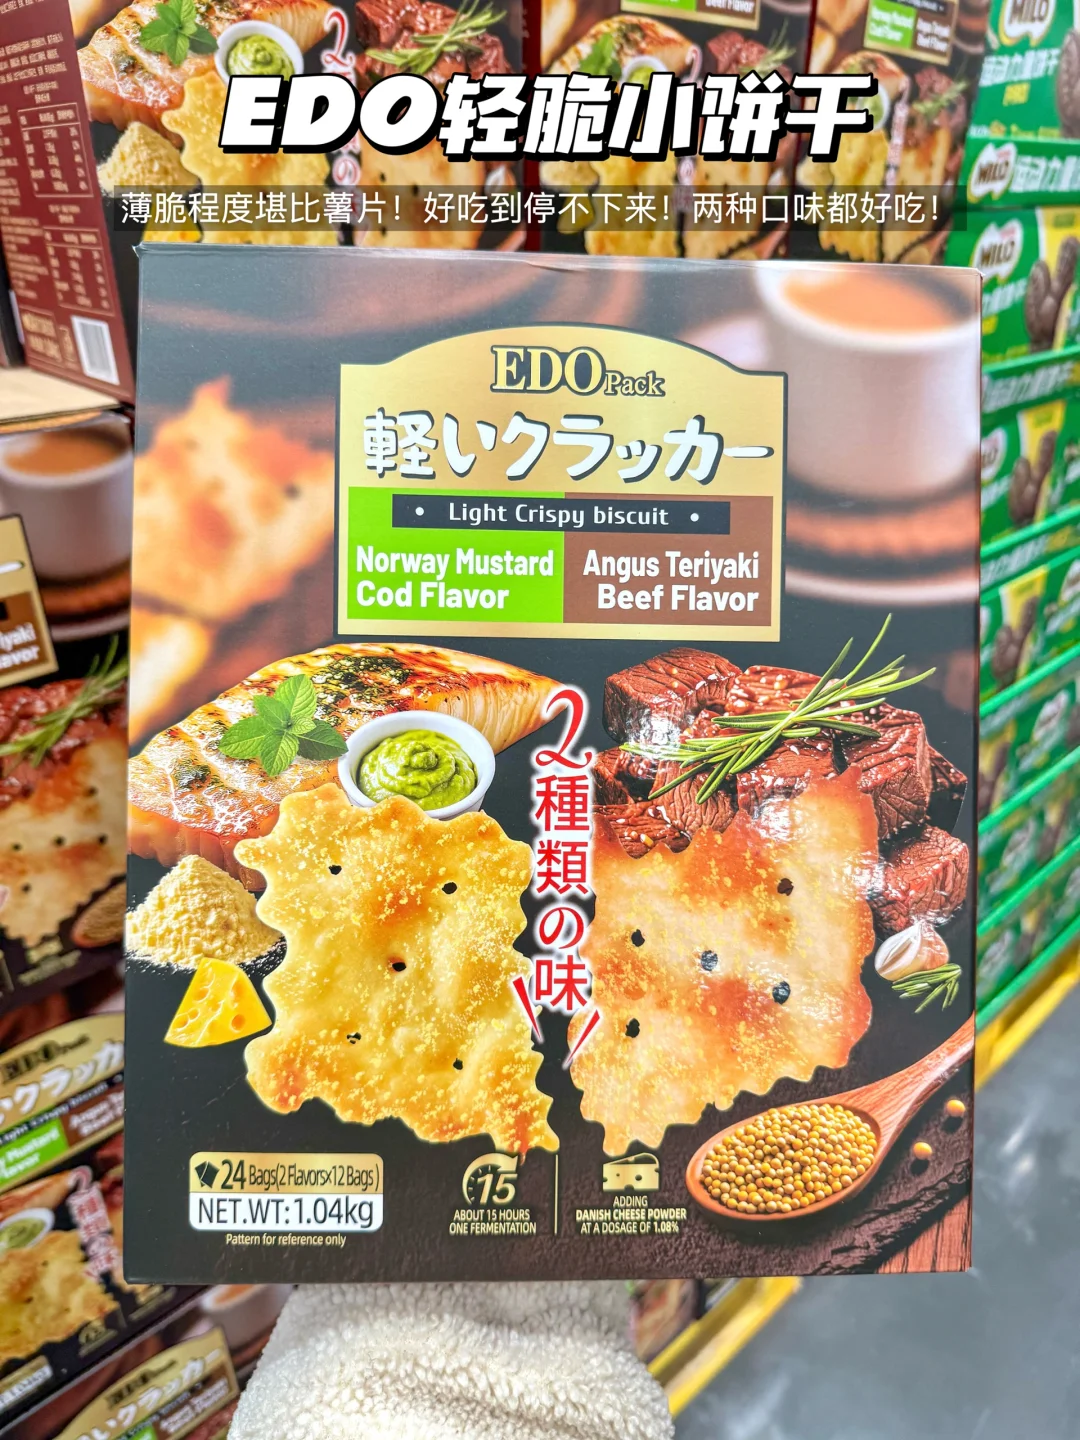 EDO轻脆小饼干
薄脆程度堪比薯片！好吃到停不下来！两种口味都好吃！
EDO Pack
軽いクラッカー
• Light Crispy biscuit •
Norway Mustard
Cod Flavor
Angus Teriyaki
Beef Flavor
2種類の味
24 Bags(2 Flavors×12 Bags)
NET.WT:1.04kg
Pattern for reference only
15
ABOUT 15 HOURS
ONE FERMENTATION
ADDING
DANISH CHEESE POWDER
AT A DOSAGE OF 1.08%
MILO
MILO
MILO